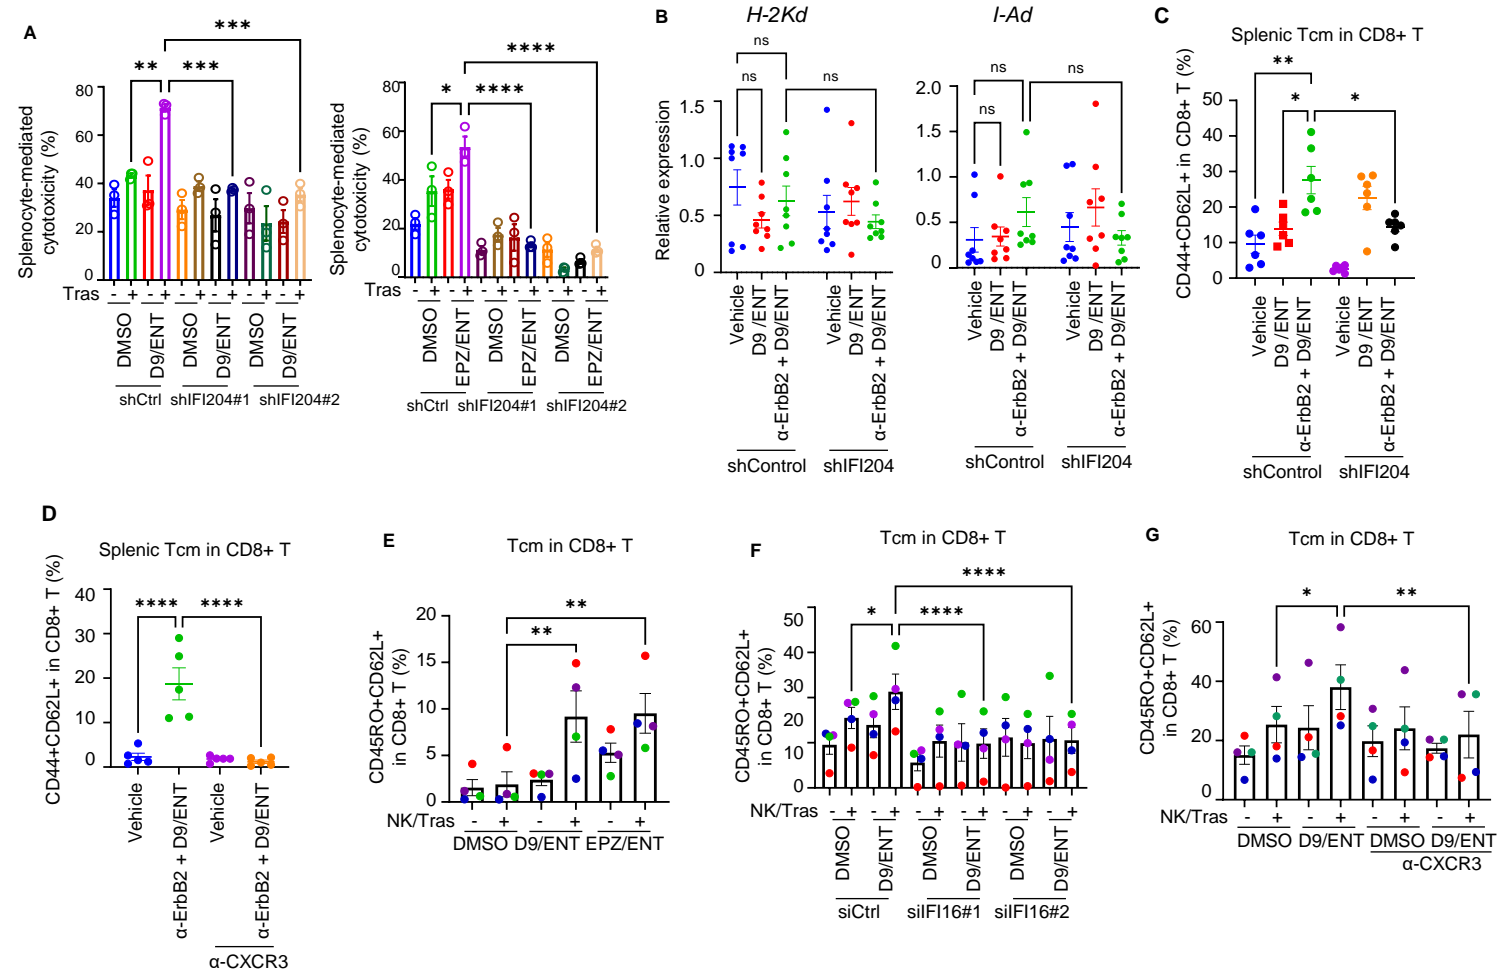 A
Splenocyte-mediated
cytotoxicity (%)
80
60
40
20
0
** *** ***
Tras - + - + - + - + - + - +
DMSO D9/ENT DMSO D9/ENT DMSO D9/ENT
shCtrl shIFI204#1 shIFI204#2
Splenocyte-mediated
cytotoxicity (%)
80
60
40
20
0
* **** ****
Tras - + - + - + - + - + - +
DMSO EPZ/ENT DMSO EPZ/ENT DMSO EPZ/ENT
shCtrl shIFI204#1 shIFI204#2
B
H-2Kd
Relative expression
1.5
1.0
0.5
0
ns ns ns
Vehicle D9 /ENT α-ErbB2 + D9/ENT Vehicle D9 /ENT α-ErbB2 + D9/ENT
shControl shIFI204
I-Ad
2.0
1.5
1.0
0.5
0
ns ns ns
Vehicle D9 /ENT α-ErbB2 + D9/ENT Vehicle D9 /ENT α-ErbB2 + D9/ENT
shControl shIFI204
C
Splenic Tcm in CD8+ T
CD44+CD62L+ in CD8+ T (%)
50
40
30
20
10
0
** * *
Vehicle D9 /ENT α-ErbB2 + D9/ENT Vehicle D9 /ENT α-ErbB2 + D9/ENT
shControl shIFI204
D
Splenic Tcm in CD8+ T
CD44+CD62L+ in CD8+ T (%)
40
30
20
10
0
**** ****
Vehicle α-ErbB2 + D9/ENT Vehicle α-ErbB2 + D9/ENT
α-CXCR3
E
Tcm in CD8+ T
CD45RO+CD62L+
in CD8+ T (%)
20
15
10
5
0
** **
NK/Tras - + - + - +
DMSO D9/ENT EPZ/ENT
F
Tcm in CD8+ T
CD45RO+CD62L+
in CD8+ T (%)
50
40
30
20
10
0
* **** ****
NK/Tras - + - + - + - + - + - +
DMSO D9/ENT DMSO D9/ENT DMSO D9/ENT
siCtrl siIFI16#1 siIFI16#2
G
Tcm in CD8+ T
CD45RO+CD62L+
in CD8+ T (%)
60
40
20
0
* **
NK/Tras - + - + - + - +
DMSO D9/ENT DMSO D9/ENT
α-CXCR3